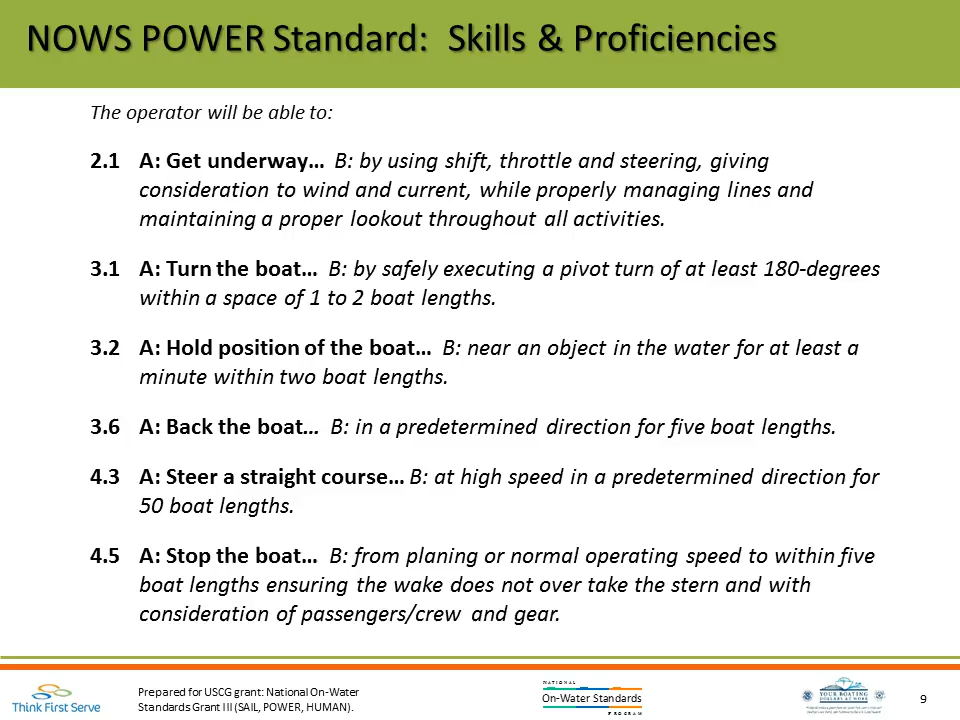 NOWS POWER Standard: Skills & Proficiencies
The operator will be able to:
2.1 A: Get underway... B: by using shift, throttle and steering, giving
consideration to wind and current, while properly managing lines and
maintaining a proper lookout throughout all activities.
3.1 A: Turn the boat... B: by safely executing a pivot turn of at least 180-degrees
within a space of 1 to 2 boat lengths.
3.2 A: Hold position of the boat... B: near an object in the water for at least a
minute within two boat lengths.
3.6 A: Back the boat... B: in a predetermined direction for five boat lengths.
4.3 A: Steer a straight course... B: at high speed in a predetermined direction for
50 boat lengths.
4.5 A: Stop the boat... B: from planing or normal operating speed to within five
boat lengths ensuring the wake does not over take the stern and with
consideration of passengers/crew and gear.
Think First Serve
Prepared for USCG grant: National On-Water
Standards Grant III (SAIL, POWER, HUMAN).
NATIONAL
On-Water Standards
PROGRAM
YOUR BOATING
DOLLARS AT WORK
9